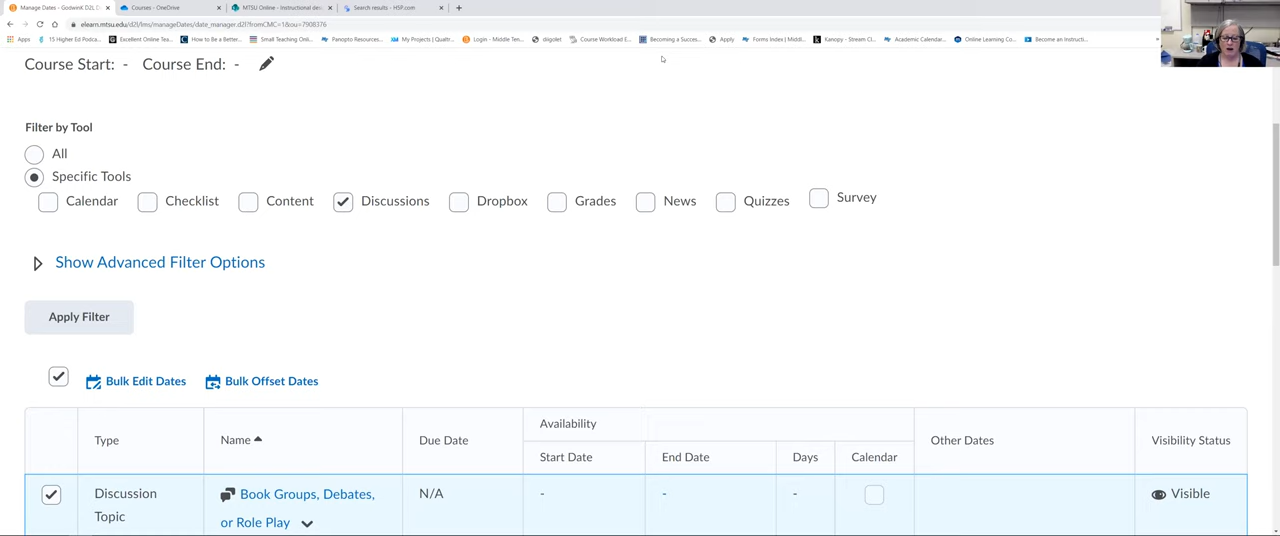 Manage Dates - GodwinK D2L D
Courses - OneDrive
MTSU Online - Instructional de
Search results - H5P.com
elearn.mtsu.edu/d2l/lms/manageDates/date_manager.d2l?fromCMC=1&ou=7908376
Apps
15 Higher Ed Podca...
Excellent Online Tea...
How to Be a Better...
Small Teaching Onli...
Panopto Resources...
My Projects | Quattr...
Login - Middle Ten...
diigolet
Course Workload E...
Becoming a Succes...
Apply
Forms Index | Middl...
Kanopy - Stream Cl...
Academic Calendar...
Online Learning Co...
Become an Instructi...
Course Start: - Course End: -
Filter by Tool
All
Specific Tools
Calendar Checklist Content Discussions Dropbox Grades News Quizzes Survey
Show Advanced Filter Options
Apply Filter
Bulk Edit Dates Bulk Offset Dates
Availability
Type Name Due Date Other Dates Visibility Status
Start Date End Date Days Calendar
Discussion Book Groups, Debates, N/A - - - Visible
Topic or Role Play